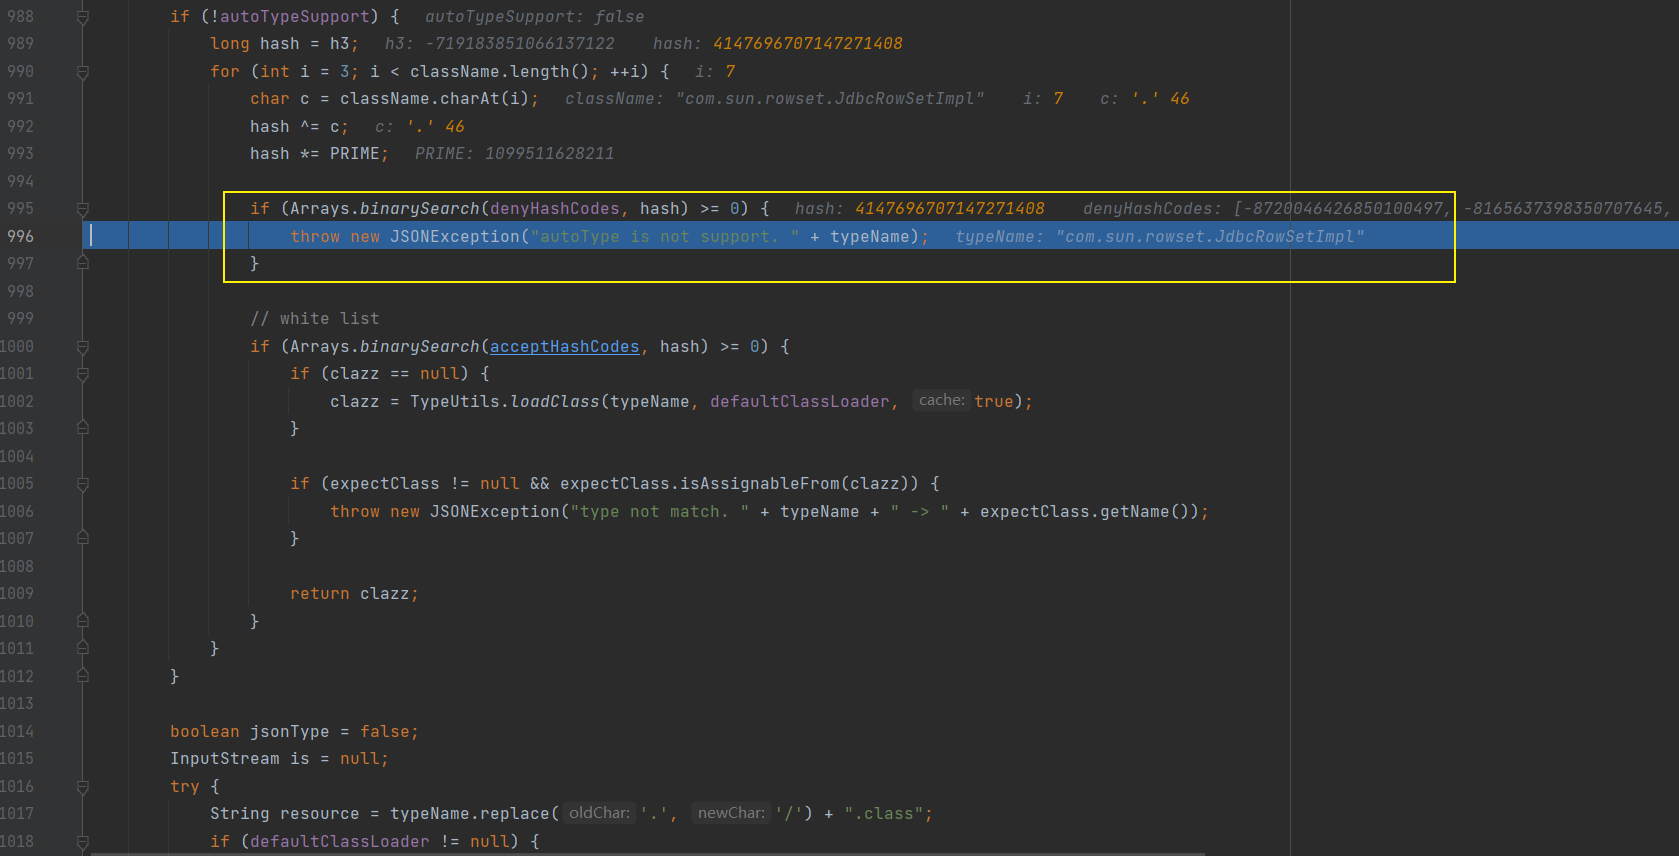 988 if (!autoTypeSupport) { autoTypeSupport: false
989 long hash = h3; h3: -719183851066137122 hash: 4147696707147271408
990 for (int i = 3; i < className.length(); ++i) { i: 7
991 char c = className.charAt(i); className: "com.sun.rowset.JdbcRowSetImpl" i: 7 c: '.' 46
992 hash ^= c; c: '.' 46
993 hash *= PRIME; PRIME: 1099511628211
994
995 if (Arrays.binarySearch(denyHashCodes, hash) >= 0) { hash: 4147696707147271408 denyHashCodes: [-8720046426850100497, -8165637398350707645,
996 throw new JSONException("autoType is not support. " + typeName); typeName: "com.sun.rowset.JdbcRowSetImpl"
997 }
998
999 // white list
1000 if (Arrays.binarySearch(acceptHashCodes, hash) >= 0) {
1001 if (clazz == null) {
1002 clazz = TypeUtils.loadClass(typeName, defaultClassLoader, cache: true);
1003 }
1004
1005 if (expectClass != null && expectClass.isAssignableFrom(clazz)) {
1006 throw new JSONException("type not match. " + typeName + " -> " + expectClass.getName());
1007 }
1008
1009 return clazz;
1010 }
1011 }
1012 }
1013
1014 boolean jsonType = false;
1015 InputStream is = null;
1016 try {
1017 String resource = typeName.replace( oldChar: '.', newChar: '/') + ".class";
1018 if (defaultClassLoader != null) {